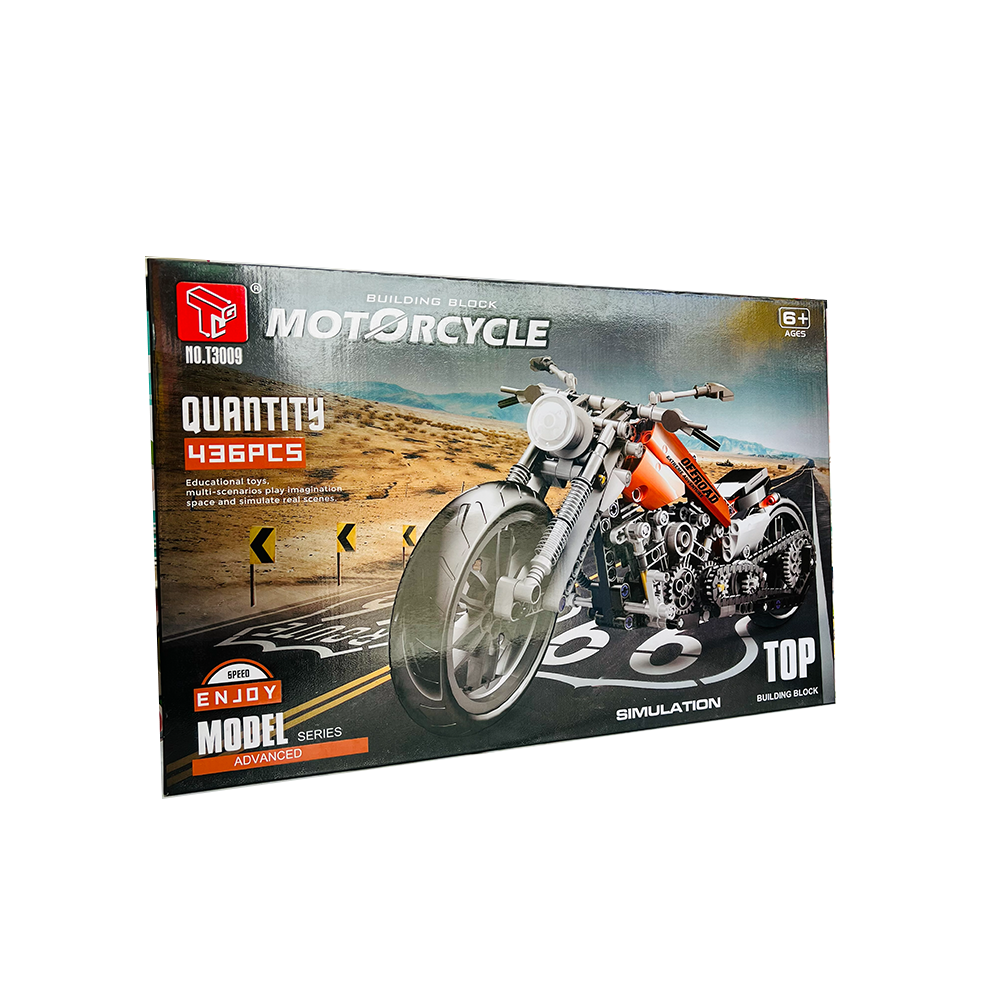 BUILDING BLOCK
MOTORCYCLE
®
NO.T3009
6+
AGES
QUANTITY
436PCS
Educational toys,
multi-scenarios play imagination
space and simulate real scenes.
OFFROAD
66
SPEED
ENJOY
MODEL SERIES
ADVANCED
SIMULATION
TOP
BUILDING BLOCK